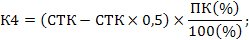 К4 = (СТК − СТК × 0,5) × ПК(%) / 100(%) ;